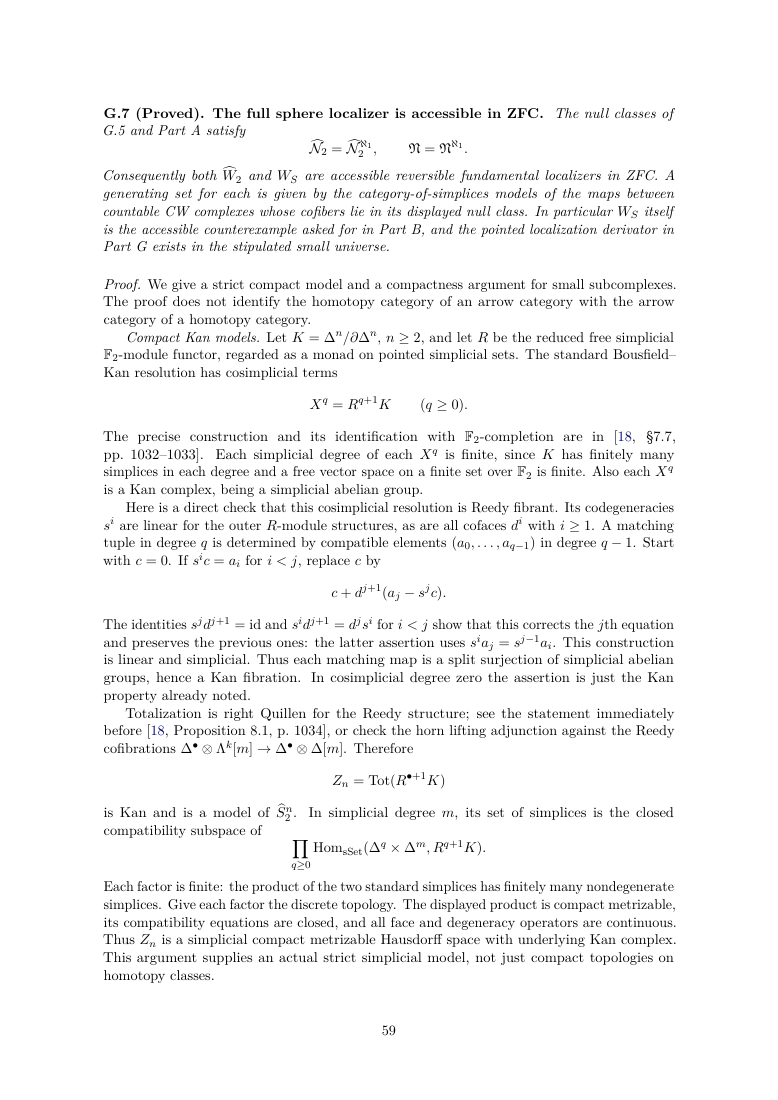 G.7 (Proved). The full sphere localizer is accessible in ZFC. The null classes of
G.5 and Part A satisfy
$\widehat{\mathcal{N}}_2 = \widehat{\mathcal{N}}_2^{\aleph_1}, \qquad \mathfrak{N} = \mathfrak{N}^{\aleph_1}.$
Consequently both $\widehat{W}_2$ and $W_S$ are accessible reversible fundamental localizers in ZFC. A
generating set for each is given by the category-of-simplices models of the maps between
countable CW complexes whose cofibers lie in its displayed null class. In particular $W_S$ itself
is the accessible counterexample asked for in Part B, and the pointed localization derivator in
Part G exists in the stipulated small universe.
Proof. We give a strict compact model and a compactness argument for small subcomplexes.
The proof does not identify the homotopy category of an arrow category with the arrow
category of a homotopy category.
Compact Kan models. Let $K = \Delta^n/\partial\Delta^n$, $n \geq 2$, and let $R$ be the reduced free simplicial
$\mathbb{F}_2$-module functor, regarded as a monad on pointed simplicial sets. The standard Bousfield–
Kan resolution has cosimplicial terms
$X^q = R^{q+1}K \qquad (q \geq 0).$
The precise construction and its identification with $\mathbb{F}_2$-completion are in [18, §7.7,
pp. 1032–1033]. Each simplicial degree of each $X^q$ is finite, since $K$ has finitely many
simplices in each degree and a free vector space on a finite set over $\mathbb{F}_2$ is finite. Also each $X^q$
is a Kan complex, being a simplicial abelian group.
Here is a direct check that this cosimplicial resolution is Reedy fibrant. Its codegeneracies
$s^i$ are linear for the outer $R$-module structures, as are all cofaces $d^i$ with $i \geq 1$. A matching
tuple in degree $q$ is determined by compatible elements $(a_0, \ldots, a_{q-1})$ in degree $q - 1$. Start
with $c = 0$. If $s^i c = a_i$ for $i < j$, replace $c$ by
$c + d^{j+1}(a_j - s^j c).$
The identities $s^j d^{j+1} = \mathrm{id}$ and $s^i d^{j+1} = d^j s^i$ for $i < j$ show that this corrects the $j$th equation
and preserves the previous ones: the latter assertion uses $s^i a_j = s^{j-1} a_i$. This construction
is linear and simplicial. Thus each matching map is a split surjection of simplicial abelian
groups, hence a Kan fibration. In cosimplicial degree zero the assertion is just the Kan
property already noted.
Totalization is right Quillen for the Reedy structure; see the statement immediately
before [18, Proposition 8.1, p. 1034], or check the horn lifting adjunction against the Reedy
cofibrations $\Delta^\bullet \otimes \Lambda^k[m] \to \Delta^\bullet \otimes \Delta[m]$. Therefore
$Z_n = \mathrm{Tot}(R^{\bullet+1}K)$
is Kan and is a model of $\widehat{S}^n_2$. In simplicial degree $m$, its set of simplices is the closed
compatibility subspace of
$\prod_{q \geq 0} \mathrm{Hom}_{\mathrm{sSet}}(\Delta^q \times \Delta^m, R^{q+1}K).$
Each factor is finite: the product of the two standard simplices has finitely many nondegenerate
simplices. Give each factor the discrete topology. The displayed product is compact metrizable,
its compatibility equations are closed, and all face and degeneracy operators are continuous.
Thus $Z_n$ is a simplicial compact metrizable Hausdorff space with underlying Kan complex.
This argument supplies an actual strict simplicial model, not just compact topologies on
homotopy classes.
59